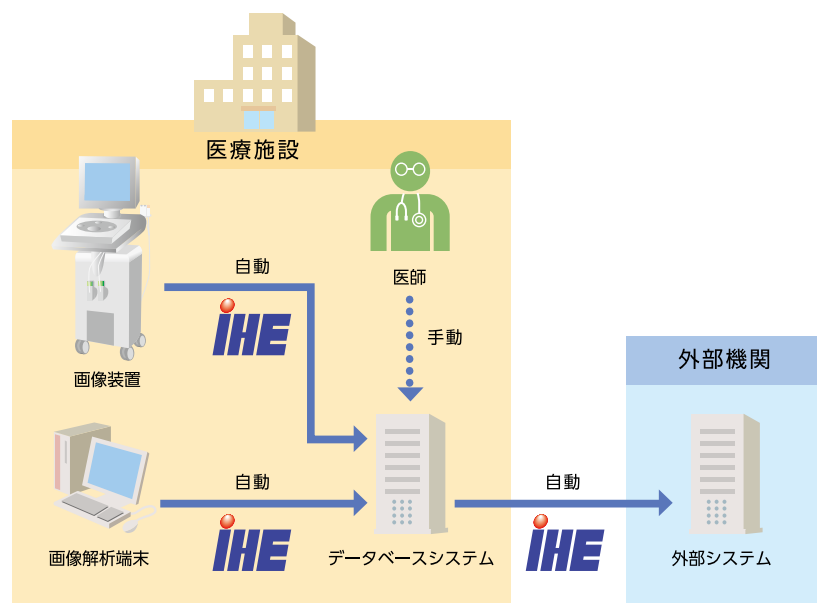 医療施設
自動
IHE
医師
手動
画像装置
外部機関
自動
IHE
自動
IHE
画像解析端末
データベースシステム
外部システム